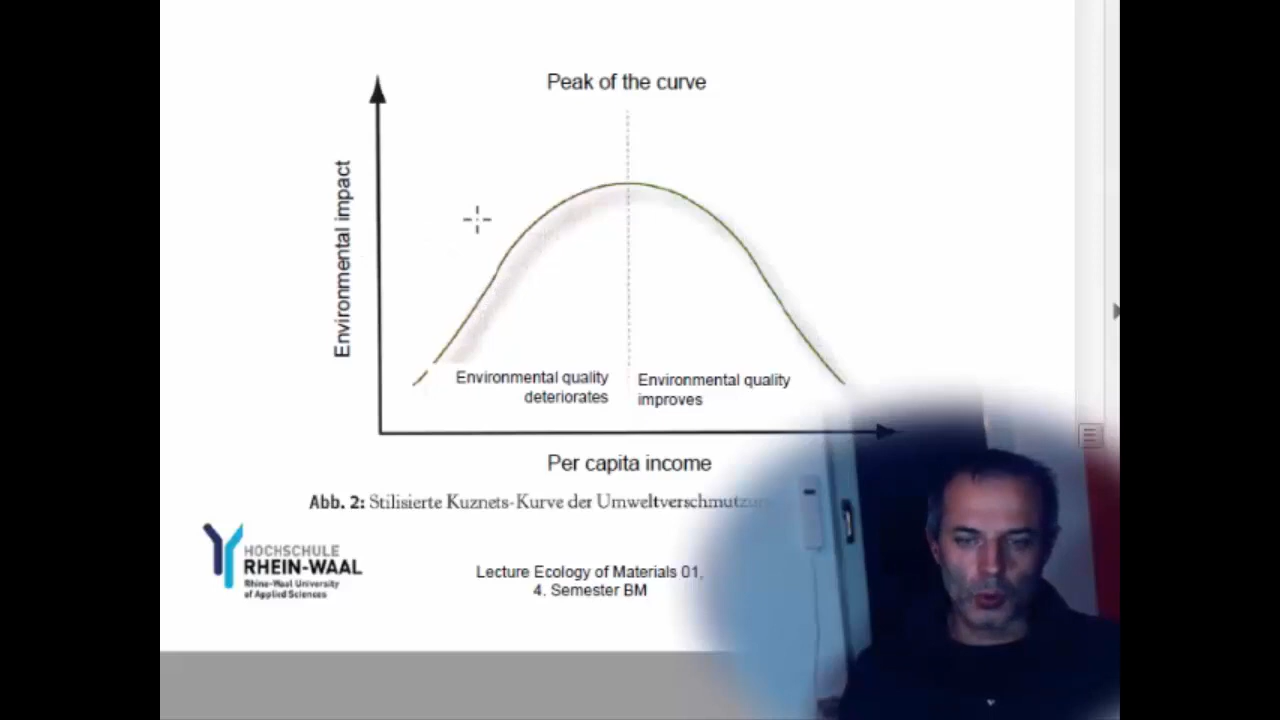 Peak of the curve
Environmental impact
Environmental quality
deteriorates
Environmental quality
improves
Per capita income
Abb. 2: Stilisierte Kuznets-Kurve der
HOCHSCHULE
RHEIN-WAAL
Rhine-Waal University
of Applied Sciences
Lecture Ecology of Materials 01,
4. Semester BM